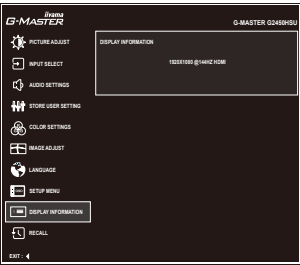 iiyama
G-MASTER
G-MASTER G2450HSU
PICTURE ADJUST
DISPLAY INFORMATION
1920X1080 @144HZ HDMI
INPUT SELECT
AUDIO SETTINGS
STORE USER SETTING
COLOR SETTINGS
IMAGE ADJUST
LANGUAGE
SETUP MENU
DISPLAY INFORMATION
RECALL
EXIT :